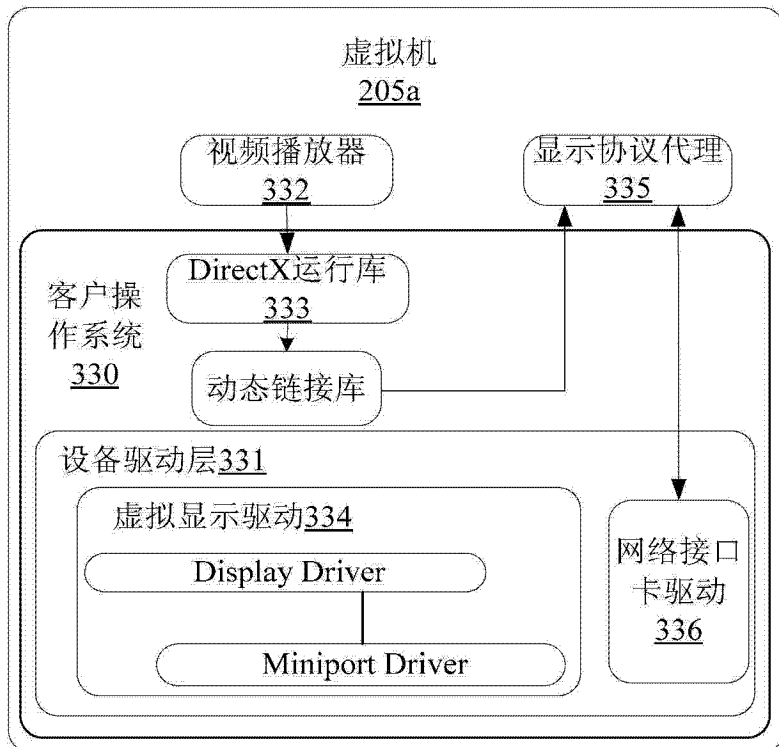 虚拟机
205a
视频播放器
332
显示协议代理
335
DirectX运行库
333
客户操
作系统
330
动态链接库
设备驱动层331
虚拟显示驱动334
Display Driver
Miniport Driver
网络接口
卡驱动
336